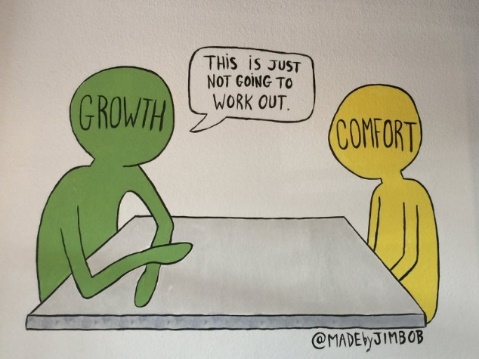 THIS IS JUST
NOT GOING TO
WORK OUT.
GROWTH
COMFORT
@MADEbyJIMBOB